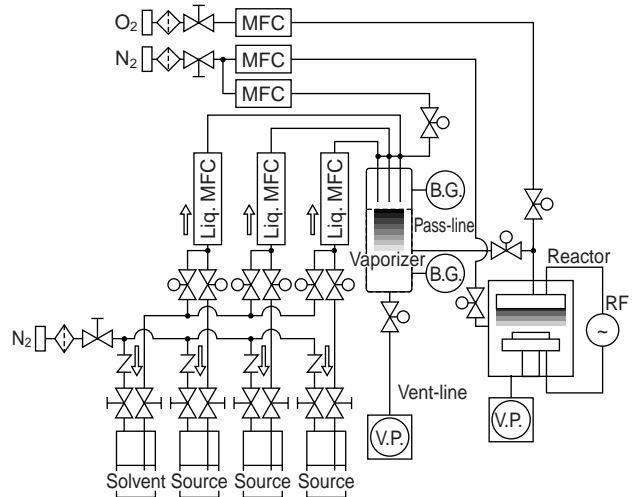 O2
MFC
N2
MFC
MFC
Liq. MFC
Liq. MFC
Liq. MFC
B.G.
Pass-line
Vaporizer
B.G.
Reactor
RF
~
N2
Vent-line
V.P.
V.P.
Solvent
Source
Source
Source